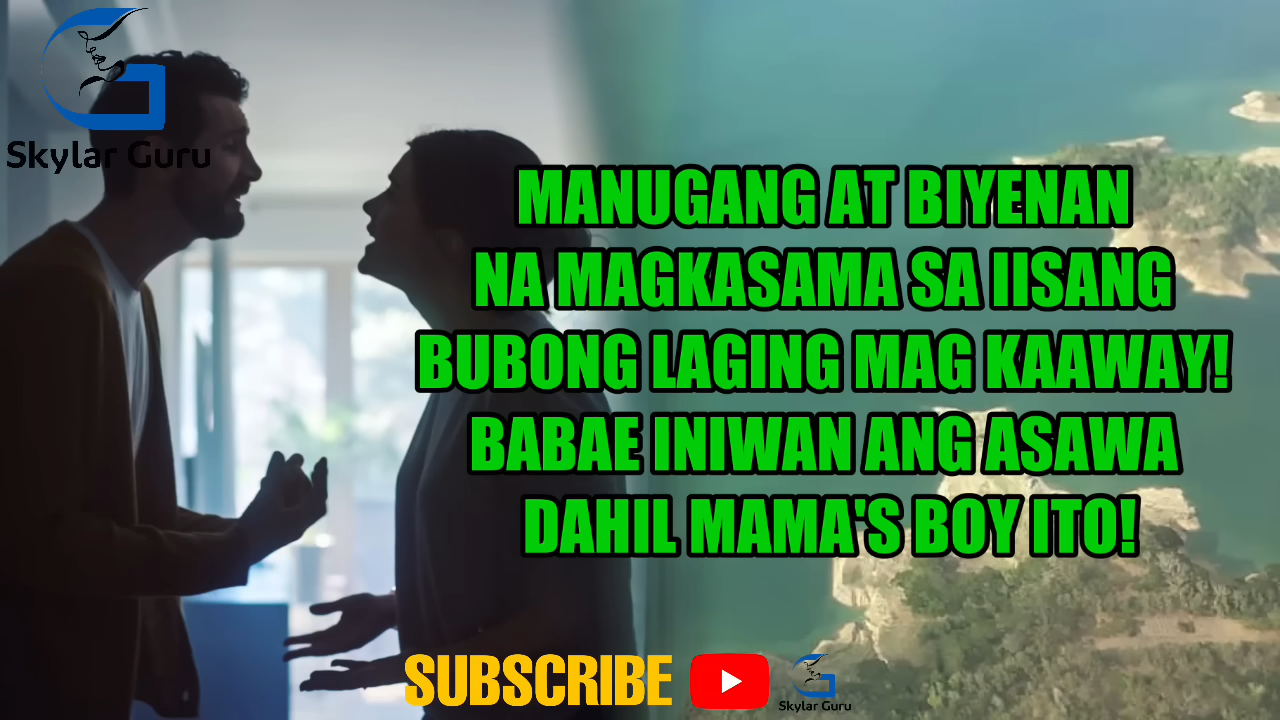 Skylar Guru
MANUGANG AT BIYENAN
NA MAGKASAMA SA IISANG
BUBONG LAGING MAG KAAWAY!
BABAE INIWAN ANG ASAWA
DAHIL MAMA'S BOY ITO!
SUBSCRIBE
Skylar Guru